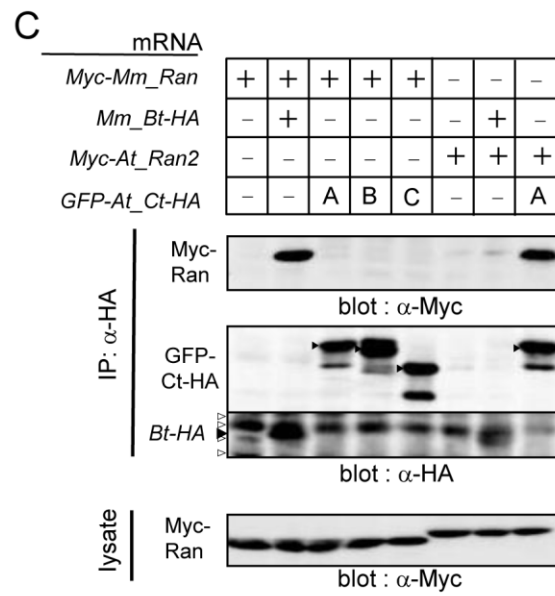 C
mRNA
Myc-Mm_Ran + + + + + – – –
Mm_Bt-HA – + – – – – + –
Myc-At_Ran2 – – – – – + + +
GFP-At_Ct-HA – – A B C – – A
IP: α-HA
Myc-
Ran
blot : α-Myc
GFP-
Ct-HA
Bt-HA
blot : α-HA
lysate
Myc-
Ran
blot : α-Myc